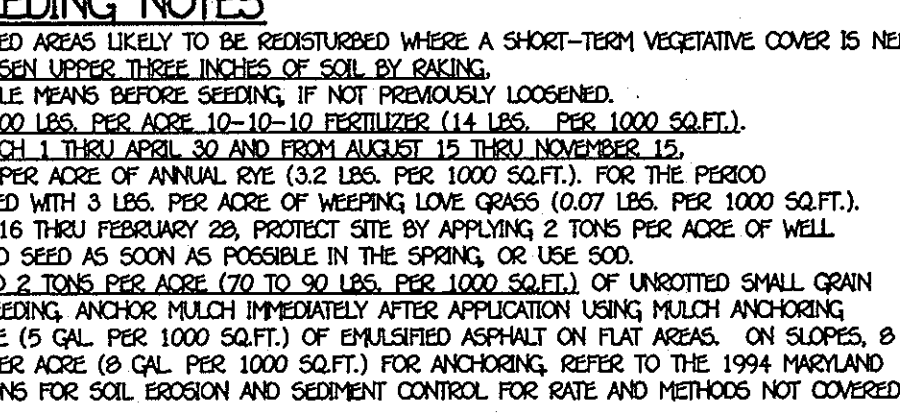 EEDING NOTES
ED AREAS LIKELY TO BE REDISTURBED WHERE A SHORT-TERM VEGETATIVE COVER IS NEE
SEN UPPER THREE INCHES OF SOIL BY RAKING,
LE MEANS BEFORE SEEDING, IF NOT PREVIOUSLY LOOSENED.
00 LBS. PER ACRE 10-10-10 FERTILIZER (14 LBS. PER 1000 SQ.FT.).
CH 1 THRU APRIL 30 AND FROM AUGUST 15 THRU NOVEMBER 15,
PER ACRE OF ANNUAL RYE (3.2 LBS. PER 1000 SQ.FT.). FOR THE PERIOD
ED WITH 3 LBS. PER ACRE OF WEEPING LOVE GRASS (0.07 LBS. PER 1000 SQ.FT.).
16 THRU FEBRUARY 28, PROTECT SITE BY APPLYING 2 TONS PER ACRE OF WELL
D SEED AS SOON AS POSSIBLE IN THE SPRING, OR USE SOD.
O 2 TONS PER ACRE (70 TO 90 LBS. PER 1000 SQ.FT.) OF UNROTTED SMALL GRAIN
EEDING. ANCHOR MULCH IMMEDIATELY AFTER APPLICATION USING MULCH ANCHORING
E (5 GAL. PER 1000 SQ.FT.) OF EMULSIFIED ASPHALT ON FLAT AREAS. ON SLOPES, 8
ER ACRE (8 GAL. PER 1000 SQ.FT.) FOR ANCHORING. REFER TO THE 1994 MARYLAND
NS FOR SOIL EROSION AND SEDIMENT CONTROL FOR RATE AND METHODS NOT COVERED